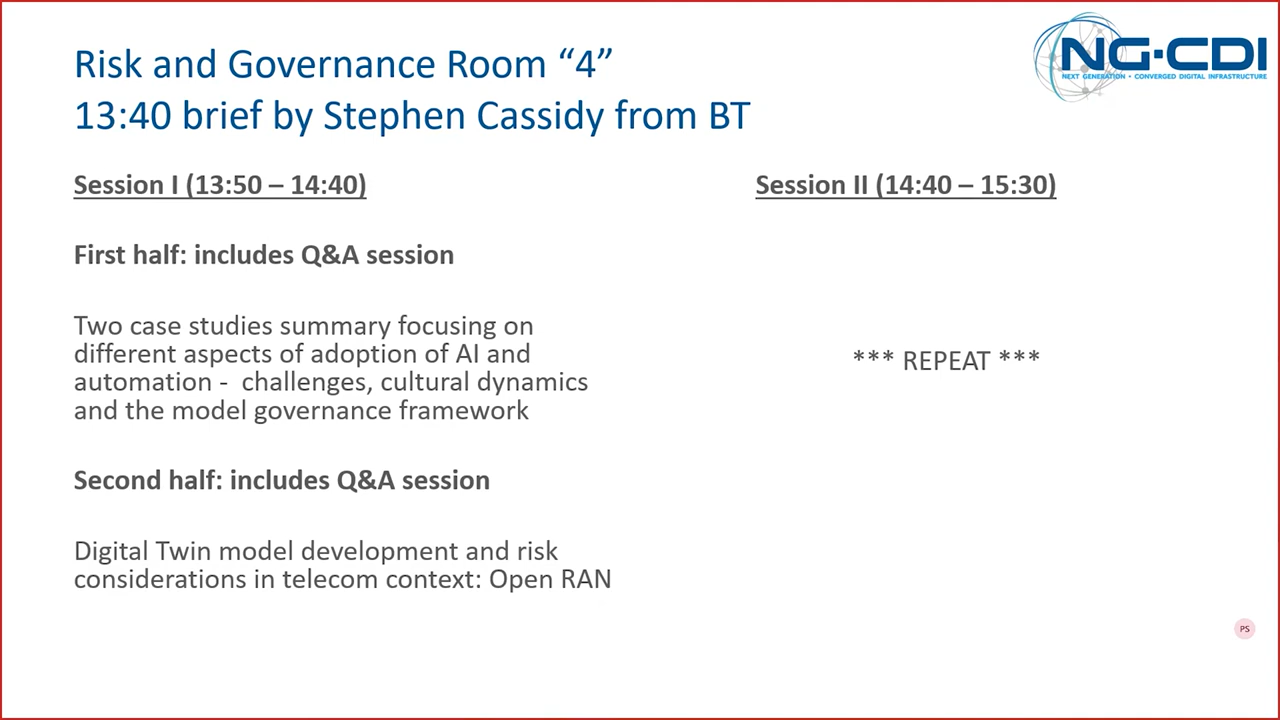 Risk and Governance Room “4”
13:40 brief by Stephen Cassidy from BT
NG-CDI
NEXT GENERATION • CONVERGED DIGITAL INFRASTRUCTURE
Session I (13:50 – 14:40)
First half: includes Q&A session
Two case studies summary focusing on
different aspects of adoption of AI and
automation -  challenges, cultural dynamics
and the model governance framework
Second half: includes Q&A session
Digital Twin model development and risk
considerations in telecom context: Open RAN
Session II (14:40 – 15:30)
*** REPEAT ***
PS